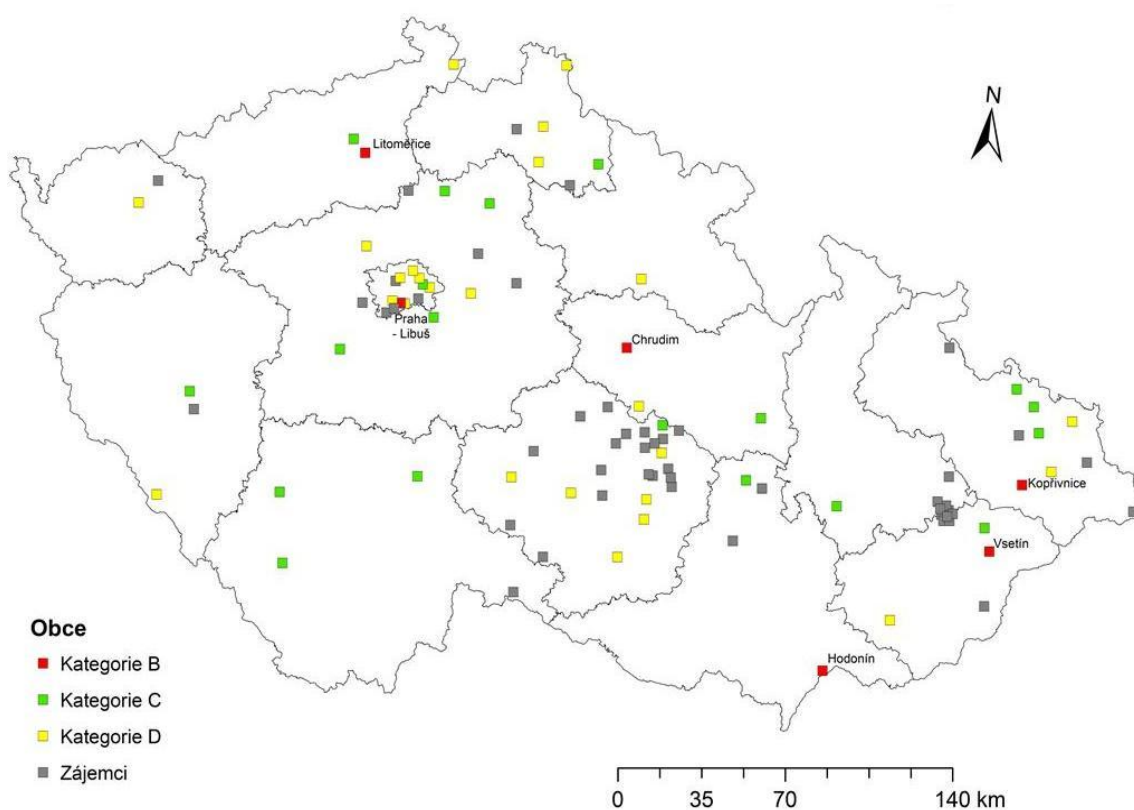 N
Litoměřice
Praha
- Libuš
Chrudim
Kopřivnice
Vsetín
Hodonín
Obce
Kategorie B
Kategorie C
Kategorie D
Zájemci
0 35 70 140 km